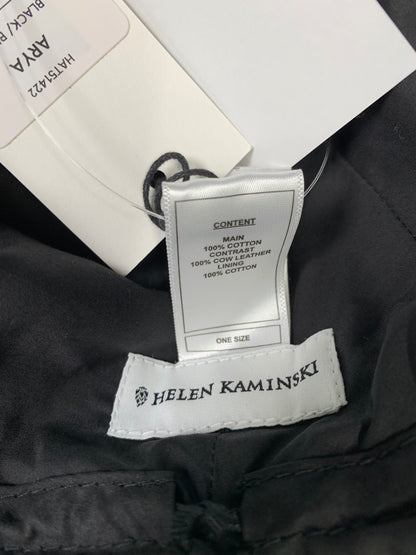 HAT51422
ARYA
BLACK/ B
CONTENT
MAIN
100% COTTON
CONTRAST
100% COW LEATHER
LINING
100% COTTON
ONE SIZE
HELEN KAMINSKI